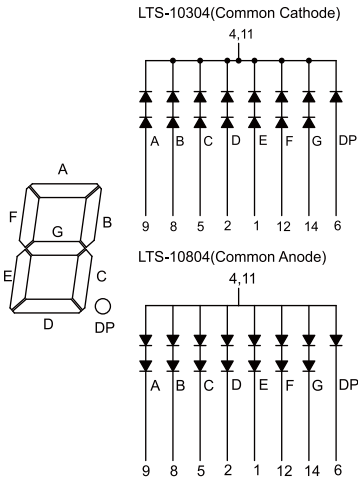 LTS-10304(Common Cathode)
4,11
A B C D E F G DP
9 8 5 2 1 12 14 6
A
F B
G
E C
D
DP
LTS-10804(Common Anode)
4,11
A B C D E F G DP
9 8 5 2 1 12 14 6